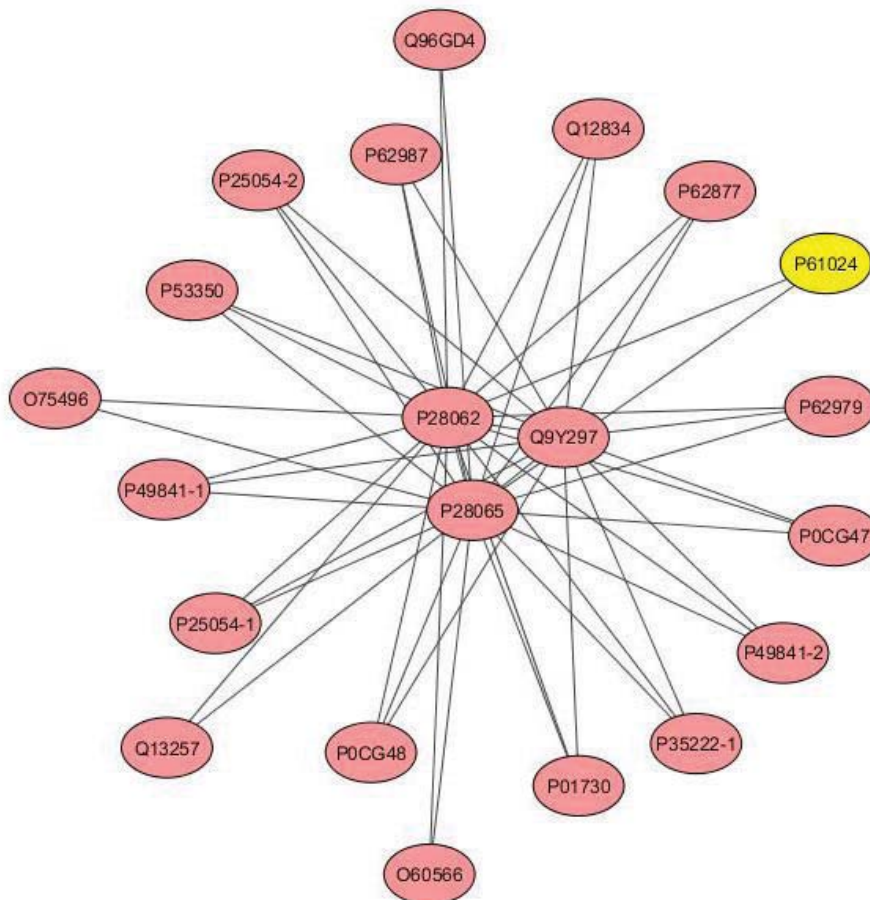 Q96GD4
Q12834
P62987
P25054-2
P62877
P61024
P53350
O75496
P62979
P28062
Q9Y297
P49841-1
P28065
P0CG47
P25054-1
P49841-2
Q13257
P0CG48
P35222-1
P01730
O60566